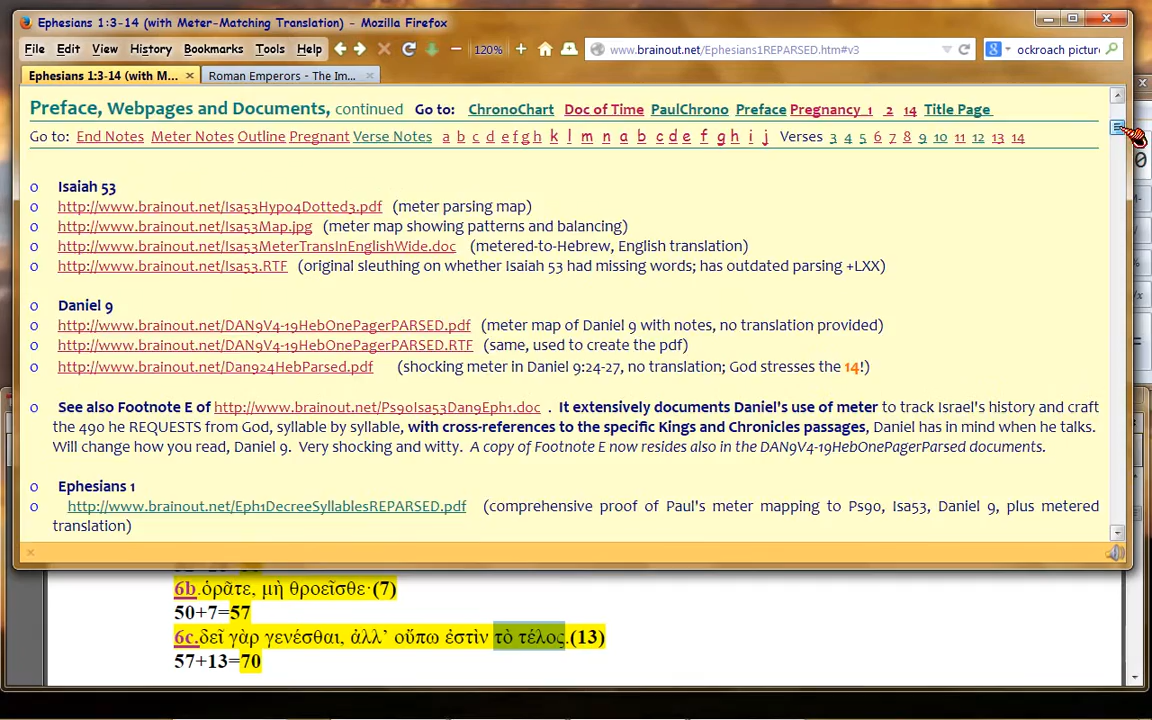 Ephesians 1:3-14 (with Meter-Matching Translation) - Mozilla Firefox
File Edit View History Bookmarks Tools Help 120% www.brainout.net/Ephesians1REPARSED.htm#v3 ockroach picture
Ephesians 1:3-14 (with M... × Roman Emperors - The Im... ×
Preface, Webpages and Documents, continued Go to: ChronoChart Doc of Time PaulChrono Preface Pregnancy 1 2 14 Title Page
Go to: End Notes Meter Notes Outline Pregnant Verse Notes a b c d e f g h k l m n a b c d e f g h i j Verses 3 4 5 6 7 8 9 10 11 12 13 14
o Isaiah 53
o http://www.brainout.net/Isa53Hypo4Dotted3.pdf (meter parsing map)
o http://www.brainout.net/Isa53Map.jpg (meter map showing patterns and balancing)
o http://www.brainout.net/Isa53MeterTransInEnglishWide.doc (metered-to-Hebrew, English translation)
o http://www.brainout.net/Isa53.RTF (original sleuthing on whether Isaiah 53 had missing words; has outdated parsing +LXX)
o Daniel 9
o http://www.brainout.net/DAN9V4-19HebOnePagerPARSED.pdf (meter map of Daniel 9 with notes, no translation provided)
o http://www.brainout.net/DAN9V4-19HebOnePagerPARSED.RTF (same, used to create the pdf)
o http://www.brainout.net/Dan924HebParsed.pdf (shocking meter in Daniel 9:24-27, no translation; God stresses the 14!)
o See also Footnote E of http://www.brainout.net/Ps90Isa53Dan9Eph1.doc . It extensively documents Daniel's use of meter to track Israel's history and craft
the 490 he REQUESTS from God, syllable by syllable, with cross-references to the specific Kings and Chronicles passages, Daniel has in mind when he talks.
Will change how you read, Daniel 9. Very shocking and witty. A copy of Footnote E now resides also in the DAN9V4-19HebOnePagerParsed documents.
o Ephesians 1
o http://www.brainout.net/Eph1DecreeSyllablesREPARSED.pdf (comprehensive proof of Paul's meter mapping to Ps90, Isa53, Daniel 9, plus metered
translation)
6b.ὁρᾶτε, μὴ θροεῖσθε·(7)
50+7=57
6c.δεῖ γὰρ γενέσθαι, ἀλλ’ οὔπω ἐστὶν τὸ τέλος.(13)
57+13=70